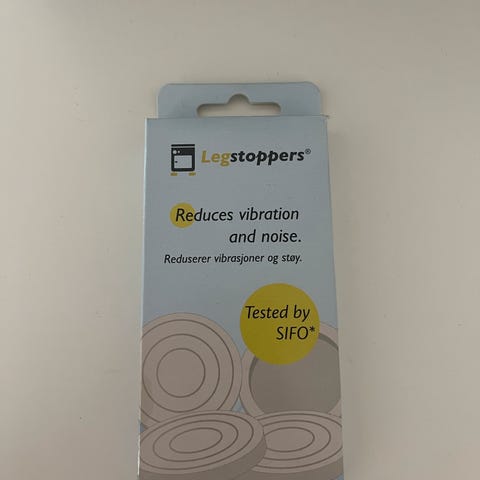 Legstoppers®
Reduces vibration
and noise.
Reduserer vibrasjoner og støy.
Tested by
SIFO*